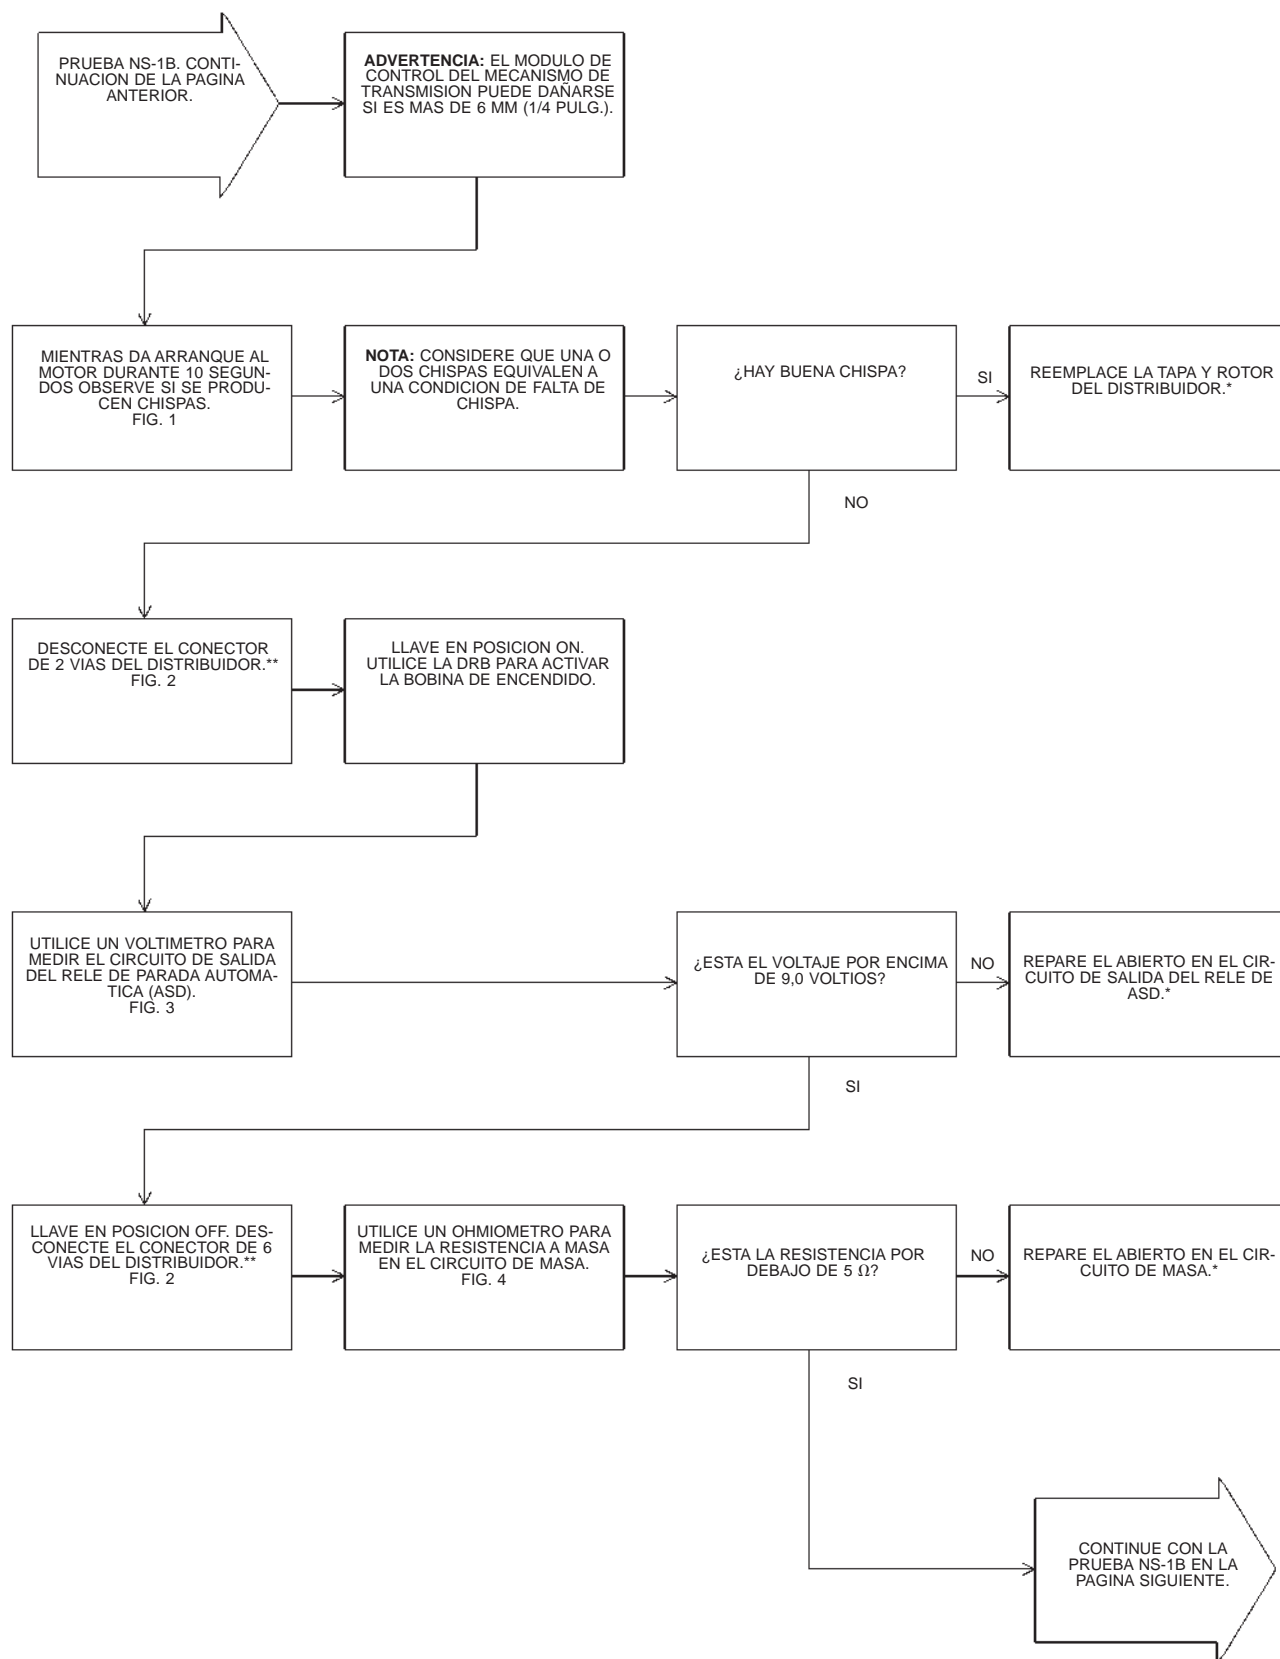 PRUEBA NS-1B. CONTI-
NUACION DE LA PAGINA
ANTERIOR.
ADVERTENCIA: EL MODULO DE
CONTROL DEL MECANISMO DE
TRANSMISION PUEDE DAÑARSE
SI ES MAS DE 6 MM (1/4 PULG.).
MIENTRAS DA ARRANQUE AL
MOTOR DURANTE 10 SEGUN-
DOS OBSERVE SI SE PRODU-
CEN CHISPAS.
FIG. 1
NOTA: CONSIDERE QUE UNA O
DOS CHISPAS EQUIVALEN A
UNA CONDICION DE FALTA DE
CHISPA.
¿HAY BUENA CHISPA?
SI
REEMPLACE LA TAPA Y ROTOR
DEL DISTRIBUIDOR.*
NO
DESCONECTE EL CONECTOR
DE 2 VIAS DEL DISTRIBUIDOR.**
FIG. 2
LLAVE EN POSICION ON.
UTILICE LA DRB PARA ACTIVAR
LA BOBINA DE ENCENDIDO.
UTILICE UN VOLTIMETRO PARA
MEDIR EL CIRCUITO DE SALIDA
DEL RELE DE PARADA AUTOMA-
TICA (ASD).
FIG. 3
¿ESTA EL VOLTAJE POR ENCIMA
DE 9,0 VOLTIOS?
NO
REPARE EL ABIERTO EN EL CIR-
CUITO DE SALIDA DEL RELE DE
ASD.*
SI
LLAVE EN POSICION OFF. DES-
CONECTE EL CONECTOR DE 6
VIAS DEL DISTRIBUIDOR.**
FIG. 2
UTILICE UN OHMIOMETRO PARA
MEDIR LA RESISTENCIA A MASA
EN EL CIRCUITO DE MASA.
FIG. 4
¿ESTA LA RESISTENCIA POR
DEBAJO DE 5 Ω?
NO
REPARE EL ABIERTO EN EL CIR-
CUITO DE MASA.*
SI
CONTINUE CON LA
PRUEBA NS-1B EN LA
PAGINA SIGUIENTE.